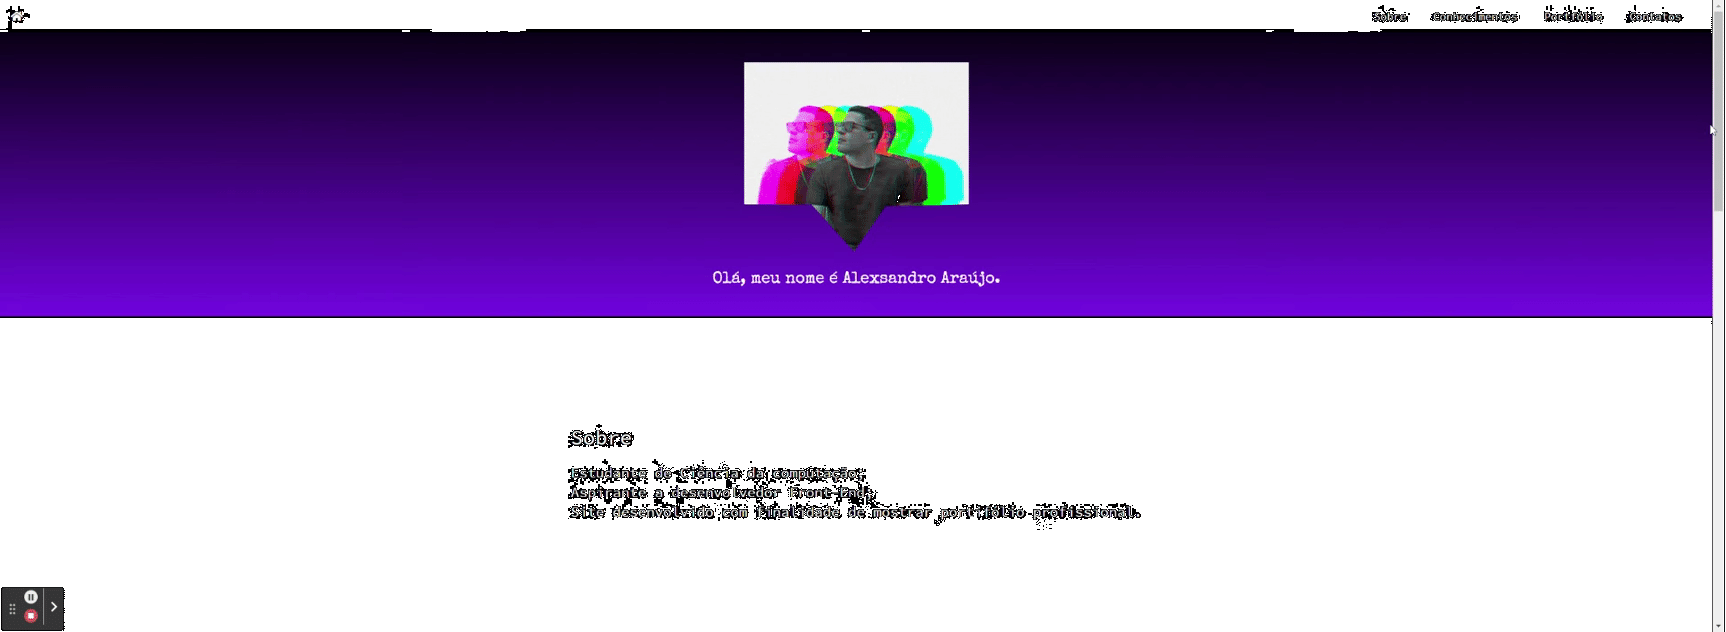 Sobre Conhecimentos Portfólio Contatos
Olá, meu nome é Alexsandro Araújo.
Sobre
Estudante de Ciência da computação;
Aspirante a desenvolvedor Front-End;
Site desenvolvido com finalidade de mostrar portifólio profissional.